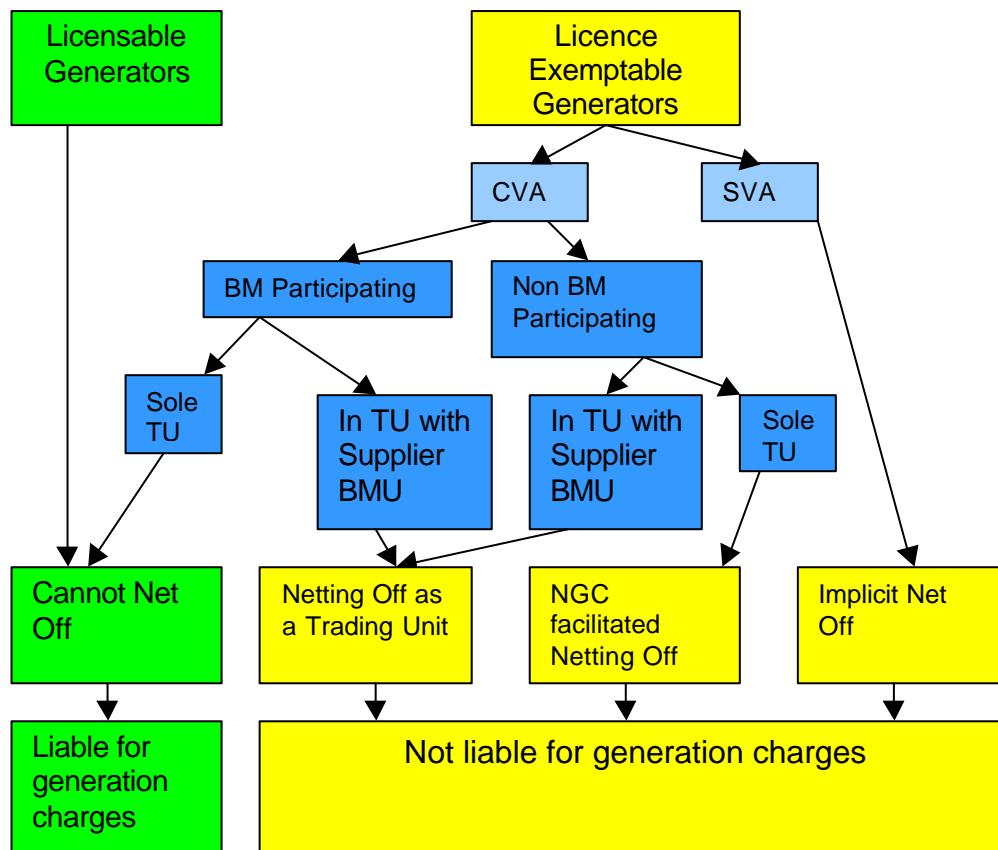 Licensable
Generators
Licence
Exemptable
Generators
CVA
SVA
BM Participating
Non BM
Participating
Sole
TU
In TU with
Supplier
BMU
In TU with
Supplier
BMU
Sole
TU
Cannot Net
Off
Netting Off as
a Trading Unit
NGC
facilitated
Netting Off
Implicit Net
Off
Liable for
generation
charges
Not liable for generation charges